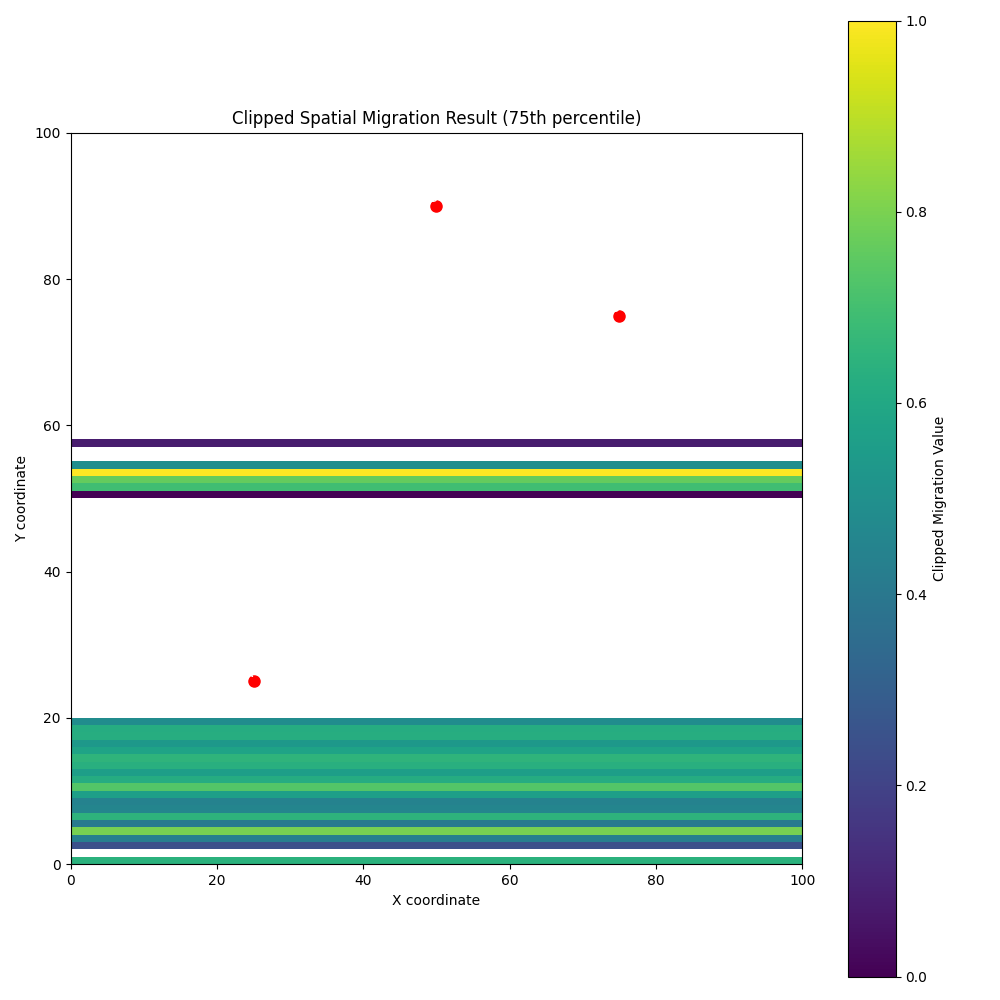 Clipped Spatial Migration Result (75th percentile)
100
80
60
40
20
0
Y coordinate
0 20 40 60 80 100
X coordinate
1.0
0.8
0.6
0.4
0.2
0.0
Clipped Migration Value